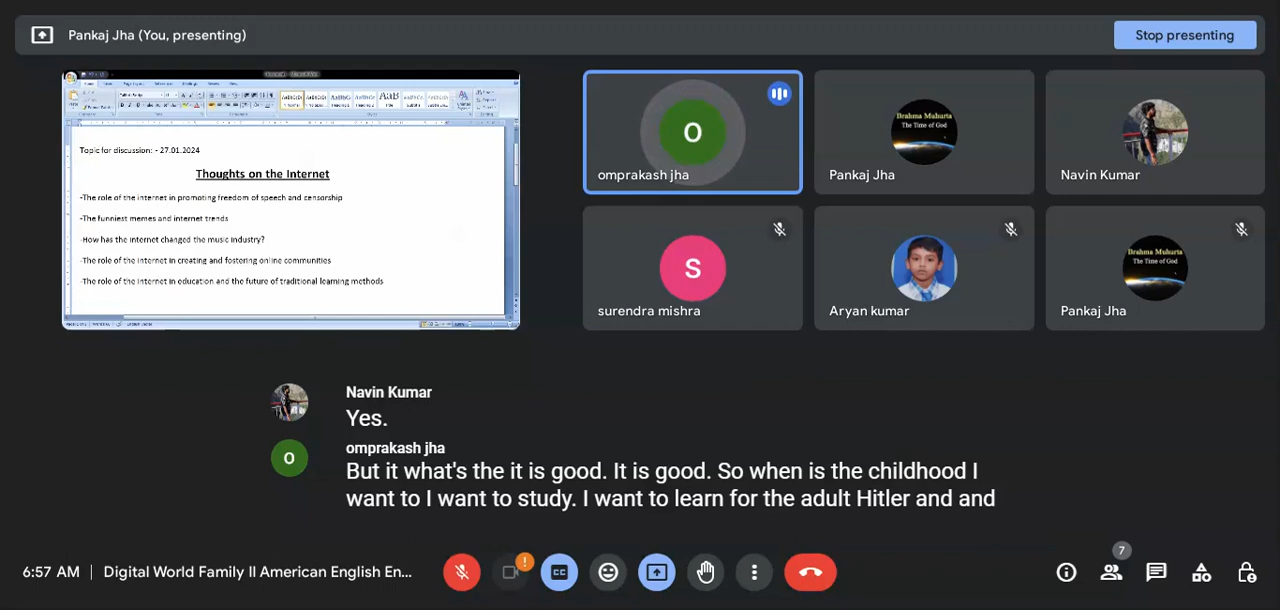 Pankaj Jha (You, presenting)
Stop presenting
Topic for discussion: - 27.01.2024
Thoughts on the Internet
-The role of the internet in promoting freedom of speech and censorship
-The funniest memes and internet trends
-How has the internet changed the music industry?
-The role of the internet in creating and fostering online communities
-The role of the internet in education and the future of traditional learning methods
O
omprakash jha
Brahma Muhurta
The Time of God
Pankaj Jha
Navin Kumar
S
surendra mishra
Aryan kumar
Brahma Muhurta
The Time of God
Pankaj Jha
Navin Kumar
Yes.
O
omprakash jha
But it what's the it is good. It is good. So when is the childhood I
want to I want to study. I want to learn for the adult Hitler and and
6:57 AM | Digital World Family II American English En...
CC
7